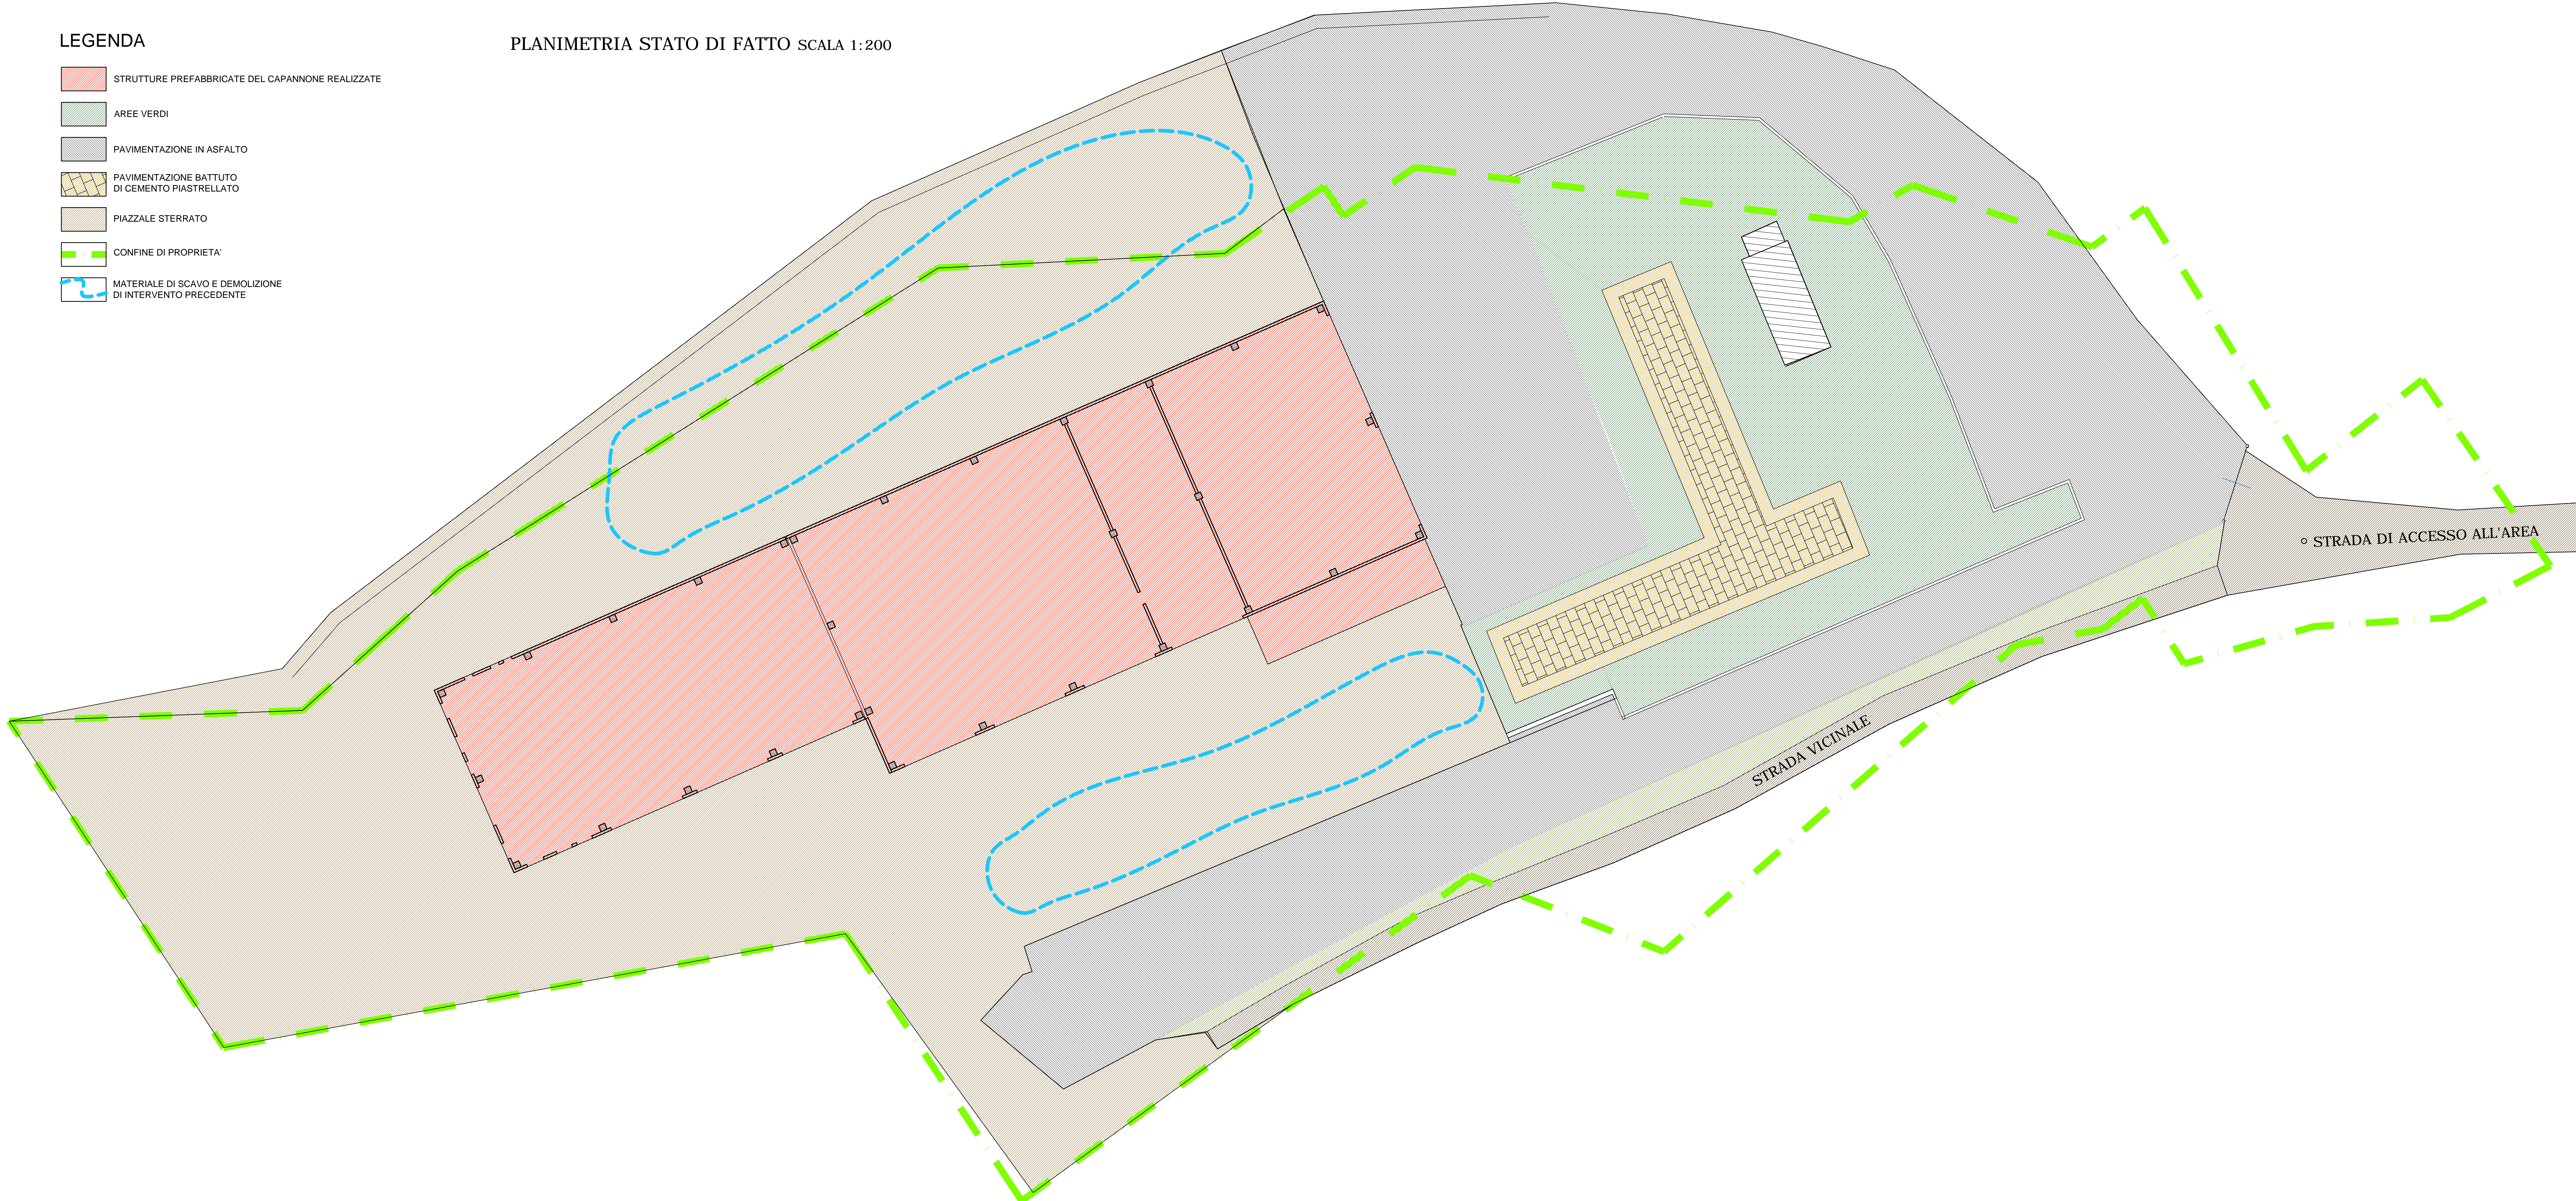 LEGENDA
PLANIMETRIA STATO DI FATTO SCALA 1:200
STRUTTURE PREFABBRICATE DEL CAPANNONE REALIZZATE
AREE VERDI
PAVIMENTAZIONE IN ASFALTO
PAVIMENTAZIONE BATTUTO
DI CEMENTO PIASTRELLATO
PIAZZALE STERRATO
CONFINE DI PROPRIETA'
MATERIALE DI SCAVO E DEMOLIZIONE
DI INTERVENTO PRECEDENTE
STRADA DI ACCESSO ALL'AREA
STRADA VICINALE